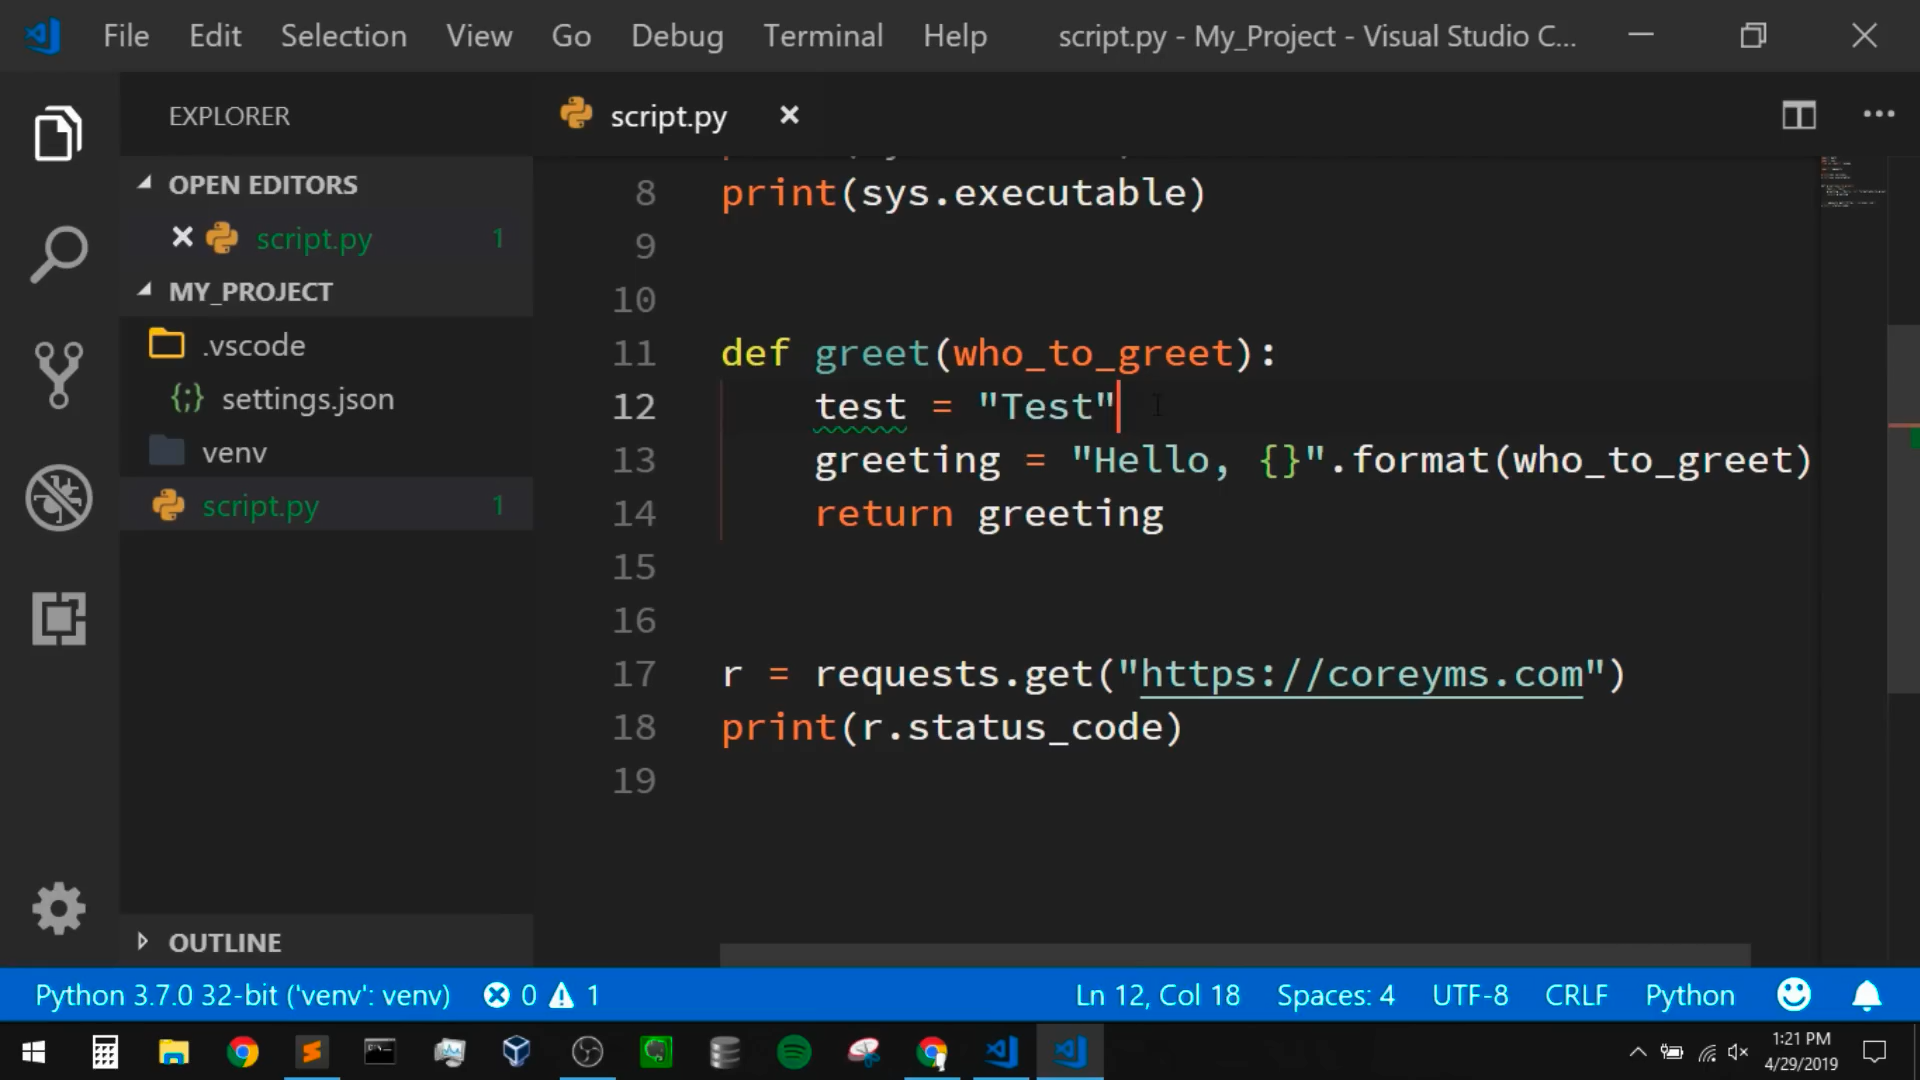 File Edit Selection View Go Debug Terminal Help script.py - My_Project - Visual Studio C...
EXPLORER
OPEN EDITORS
script.py 1
MY_PROJECT
.vscode
{;} settings.json
venv
script.py 1
OUTLINE
script.py
8 print(sys.executable)
9
10
11 def greet(who_to_greet):
12 test = "Test"
13 greeting = "Hello, {}".format(who_to_greet)
14 return greeting
15
16
17 r = requests.get("https://coreyms.com")
18 print(r.status_code)
19
Python 3.7.0 32-bit ('venv': venv) 0 1 Ln 12, Col 18 Spaces: 4 UTF-8 CRLF Python
1:21 PM
4/29/2019